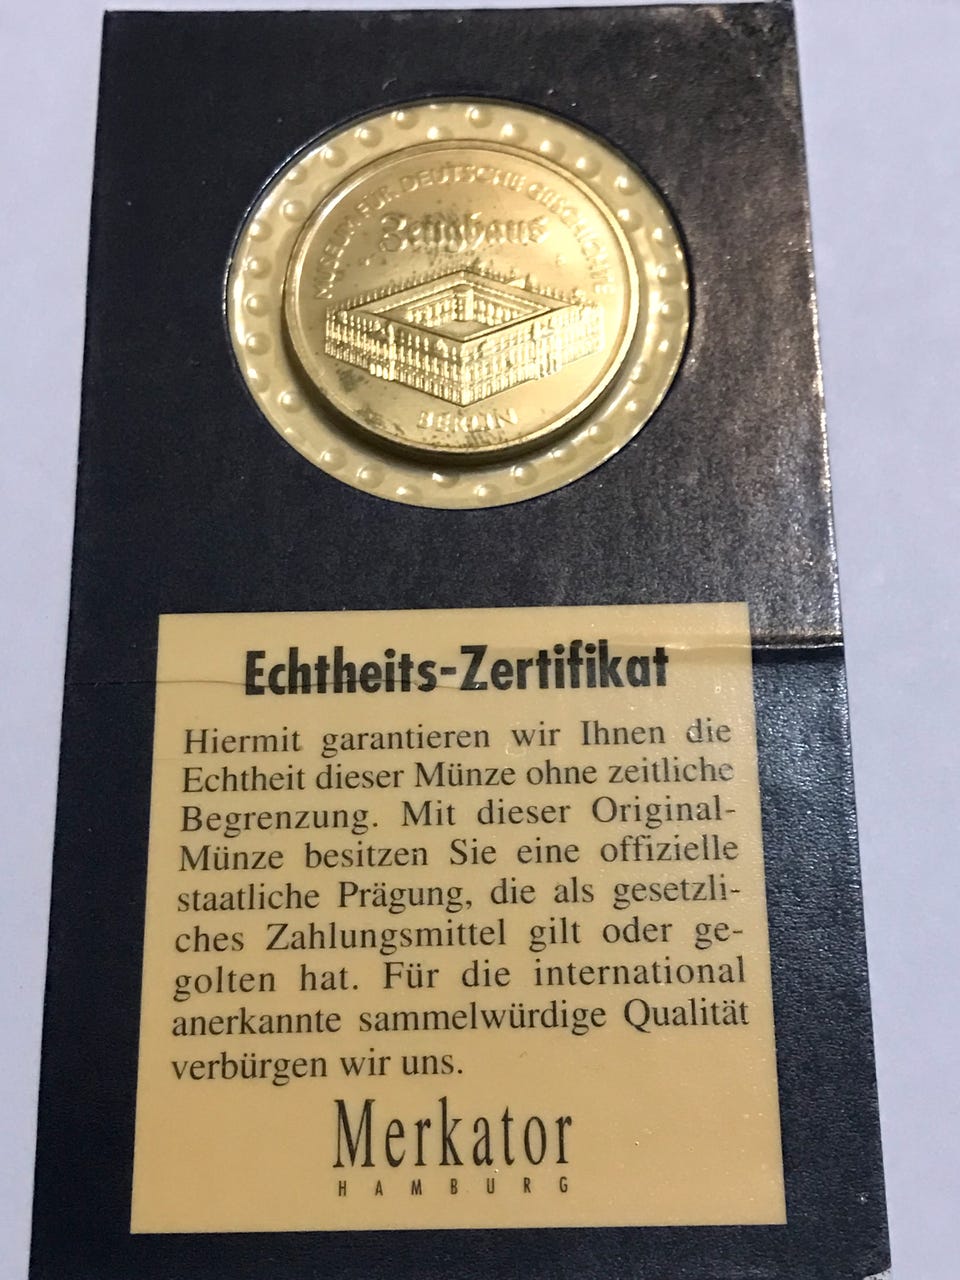 MUSEUM FÜR DEUTSCHE GESCHICHTE
Zeughaus
BERLIN
Echtheits-Zertifikat
Hiermit garantieren wir Ihnen die
Echtheit dieser Münze ohne zeitliche
Begrenzung. Mit dieser Original-
Münze besitzen Sie eine offizielle
staatliche Prägung, die als gesetzli-
ches Zahlungsmittel gilt oder ge-
golten hat. Für die international
anerkannte sammelwürdige Qualität
verbürgen wir uns.
Merkator
HAMBURG